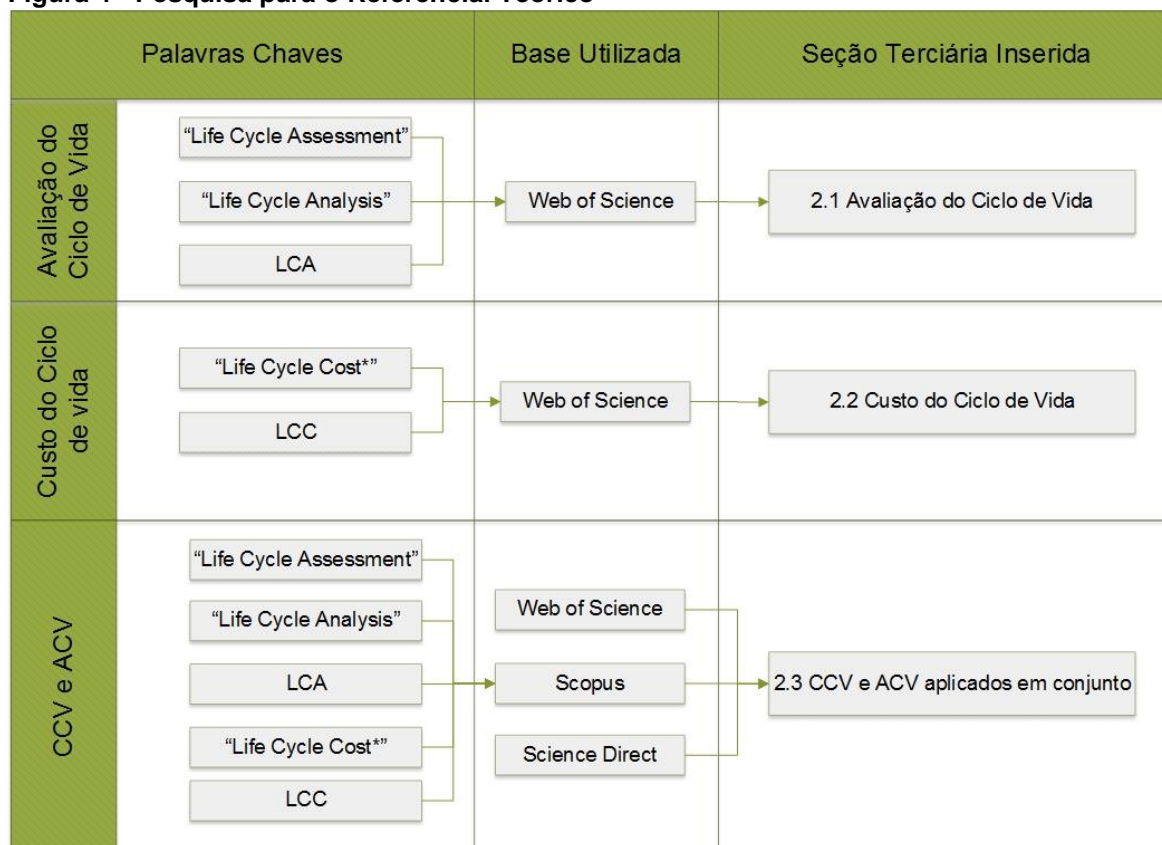 Palavras Chaves
Base Utilizada
Seção Terciária Inserida
Avaliação do
Ciclo de Vida
“Life Cycle Assessment”
“Life Cycle Analysis”
LCA
Web of Science
2.1 Avaliação do Ciclo de Vida
Custo do Ciclo
de vida
“Life Cycle Cost*”
LCC
Web of Science
2.2 Custo do Ciclo de Vida
CCV e ACV
“Life Cycle Assessment”
“Life Cycle Analysis”
LCA
“Life Cycle Cost*”
LCC
Web of Science
Scopus
Science Direct
2.3 CCV e ACV aplicados em conjunto